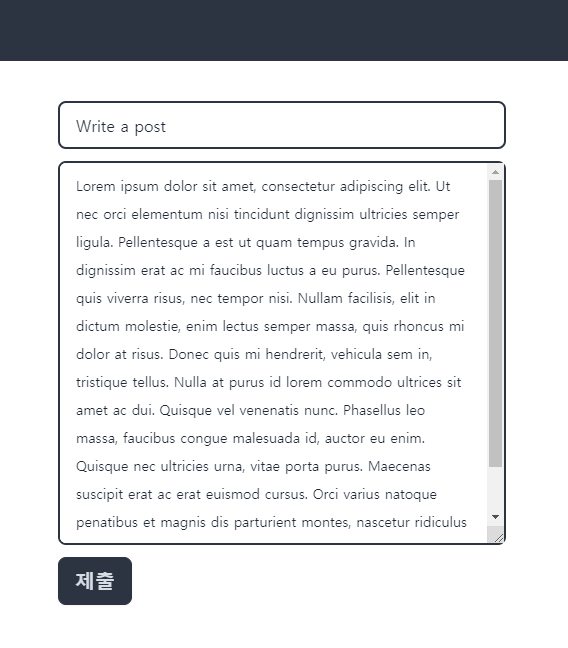 Write a post
Lorem ipsum dolor sit amet, consectetur adipiscing elit. Ut
nec orci elementum nisi tincidunt dignissim ultricies semper
ligula. Pellentesque a est ut quam tempus gravida. In
dignissim erat ac mi faucibus luctus a eu purus. Pellentesque
quis viverra risus, nec tempor nisi. Nullam facilisis, elit in
dictum molestie, enim lectus semper massa, quis rhoncus mi
dolor at risus. Donec quis mi hendrerit, vehicula sem in,
tristique tellus. Nulla at purus id lorem commodo ultrices sit
amet ac dui. Quisque vel venenatis nunc. Phasellus leo
massa, faucibus congue malesuada id, auctor eu enim.
Quisque nec ultricies urna, vitae porta purus. Maecenas
suscipit erat ac erat euismod cursus. Orci varius natoque
penatibus et magnis dis parturient montes, nascetur ridiculus
제출